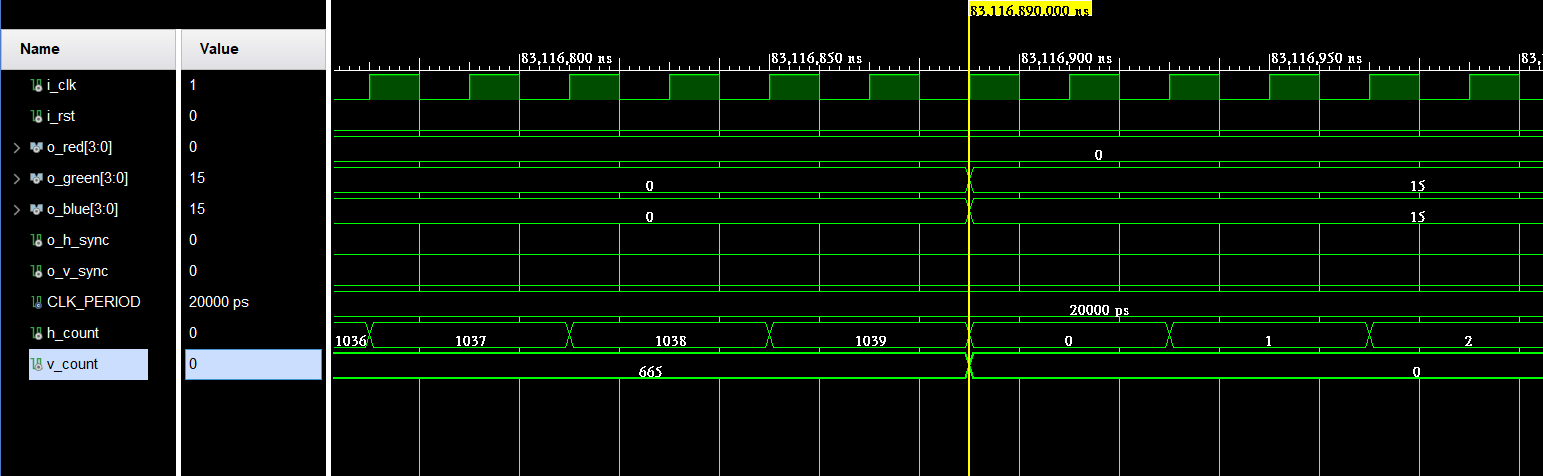 83,116,890.000 ns
Name Value
83,116,800 ns 83,116,850 ns 83,116,900 ns 83,116,950 ns 83,
i_clk 1
i_rst 0
o_red[3:0] 0 0
o_green[3:0] 15 0 15
o_blue[3:0] 15 0 15
o_h_sync 0
o_v_sync 0
CLK_PERIOD 20000 ps 20000 ps
h_count 0 1036 1037 1038 1039 0 1 2
v_count 0 665 0